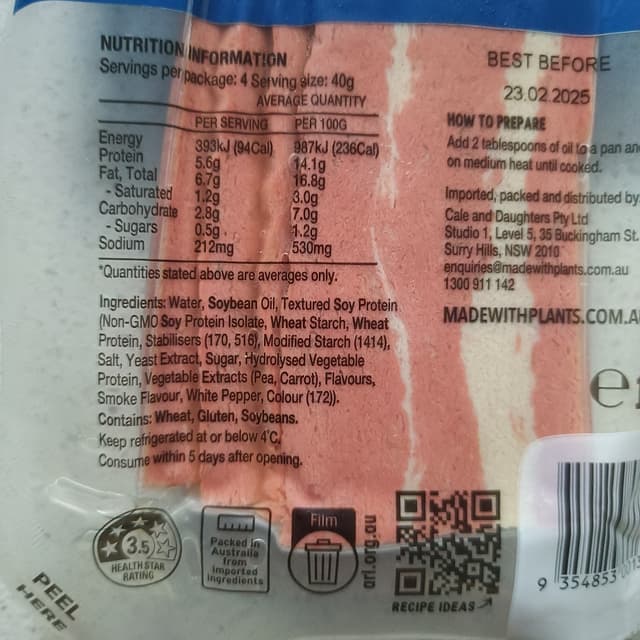 NUTRITION INFORMATION
Servings per package: 4 Serving size: 40g
AVERAGE QUANTITY
PER SERVING PER 100G
Energy 393kJ (94Cal) 987kJ (236Cal)
Protein 5.6g 14.1g
Fat, Total 6.7g 16.8g
- Saturated 1.2g 3.0g
Carbohydrate 2.8g 7.0g
- Sugars 0.5g 1.2g
Sodium 212mg 530mg
*Quantities stated above are averages only.
Ingredients: Water, Soybean Oil, Textured Soy Protein
(Non-GMO Soy Protein Isolate, Wheat Starch, Wheat
Protein, Stabilisers (170, 516), Modified Starch (1414),
Salt, Yeast Extract, Sugar, Hydrolysed Vegetable
Protein, Vegetable Extracts (Pea, Carrot), Flavours,
Smoke Flavour, White Pepper, Colour (172)).
Contains: Wheat, Gluten, Soybeans.
Keep refrigerated at or below 4°C.
Consume within 5 days after opening.
BEST BEFORE
23.02.2025
HOW TO PREPARE
Add 2 tablespoons of oil to a pan and
on medium heat until cooked.
Imported, packed and distributed by:
Cale and Daughters Pty Ltd
Studio 1, Level 5, 35 Buckingham St.
Surry Hills, NSW 2010
enquiries@madewithplants.com.au
1300 911 142
MADEWITHPLANTS.COM.A
e
3.5
HEALTH STAR
RATING
Packed in
Australia
from
imported
ingredients
Film
arl.org.au
RECIPE IDEAS
PEEL
HERE
9 354853